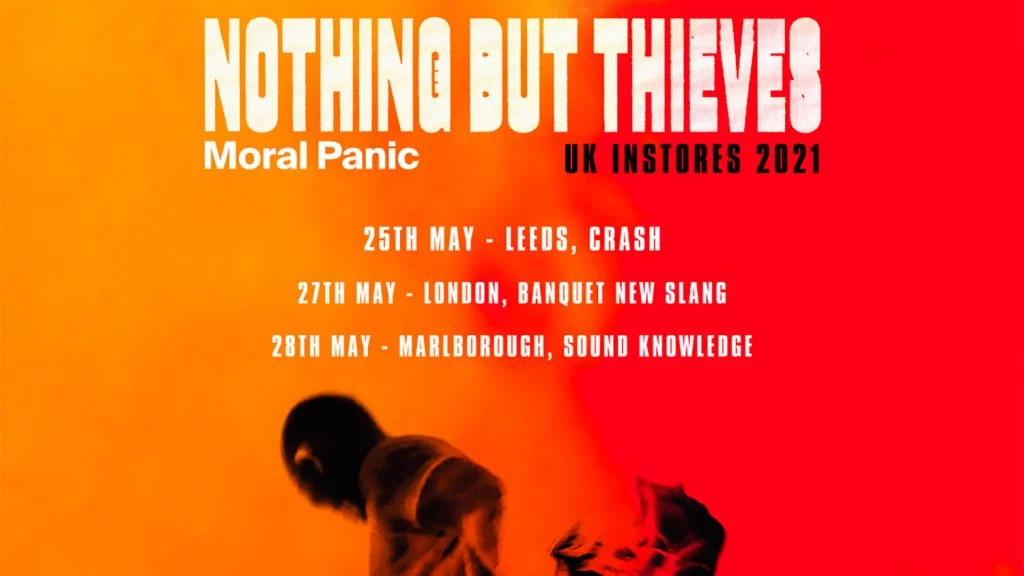 NOTHING BUT THIEVES
Moral Panic
UK INSTORES 2021
25TH MAY - LEEDS, CRASH
27TH MAY - LONDON, BANQUET NEW SLANG
28TH MAY - MARLBOROUGH, SOUND KNOWLEDGE